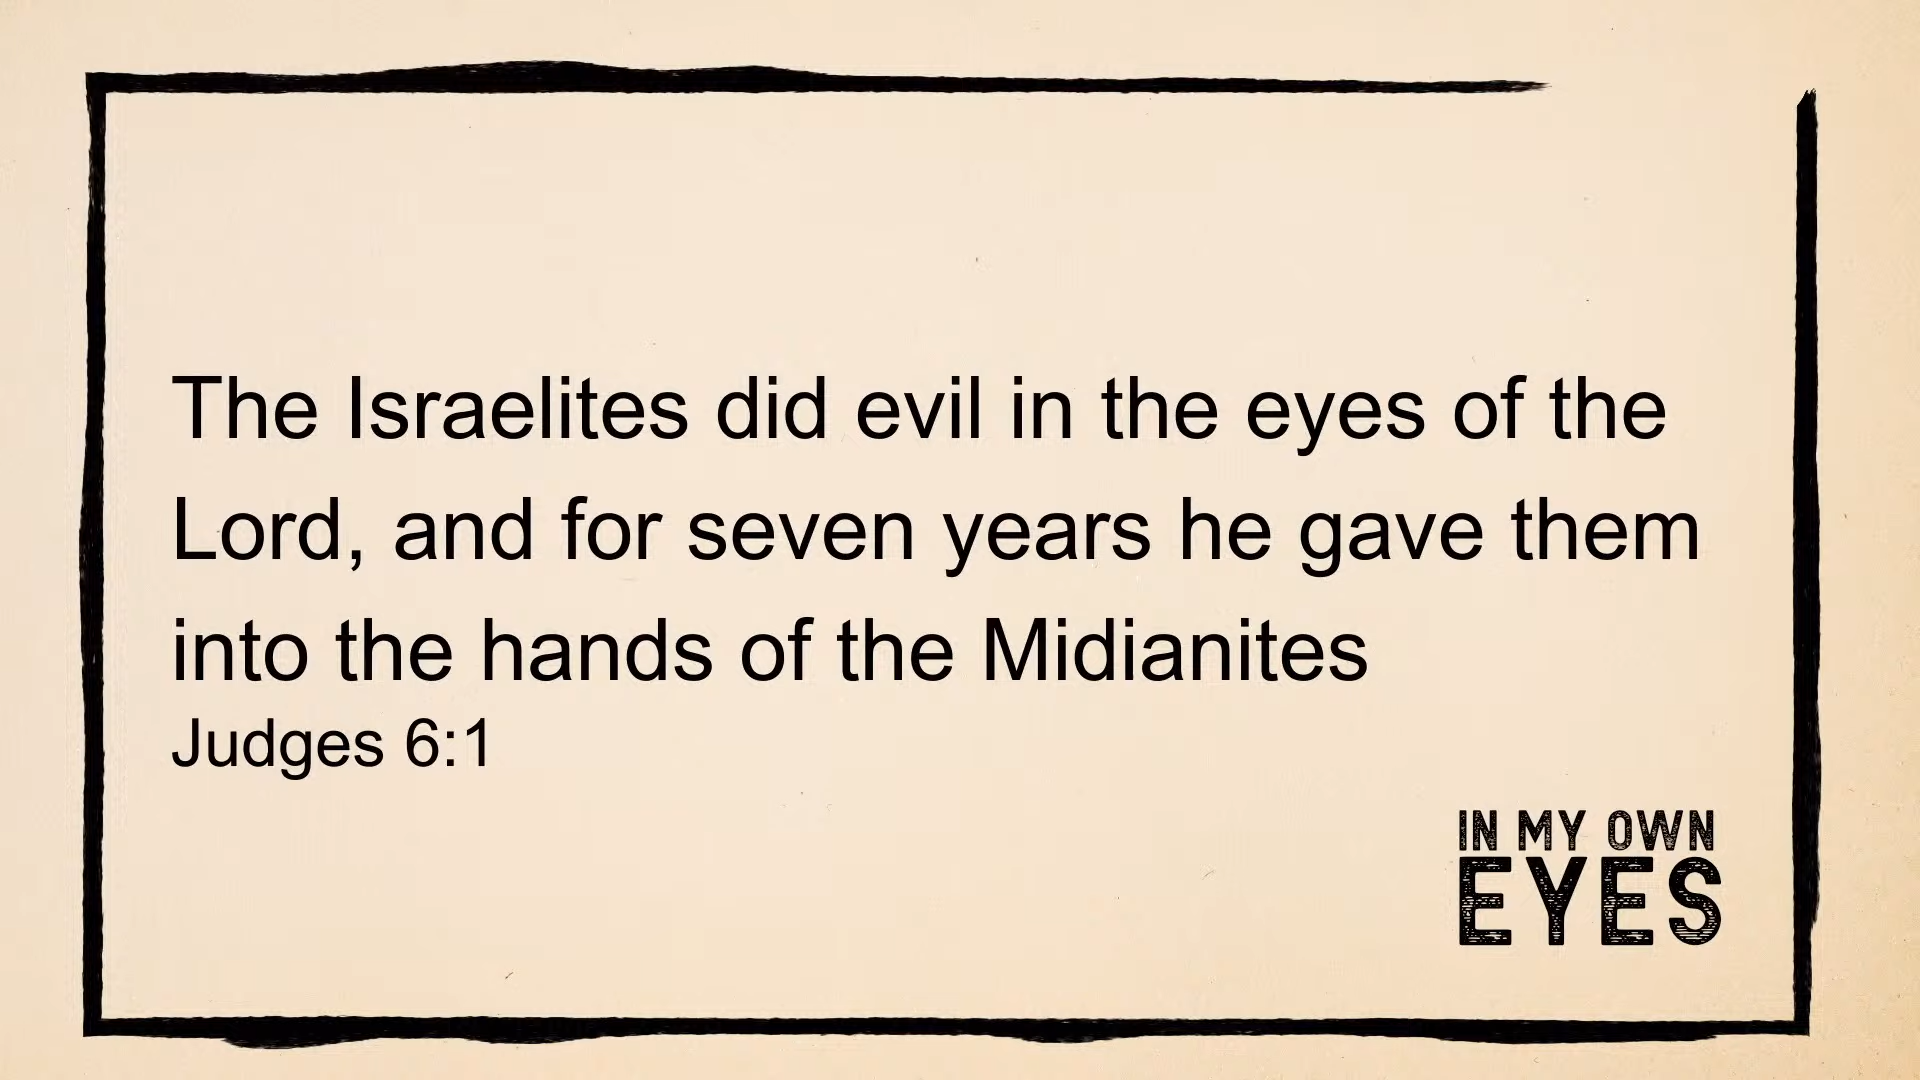 The Israelites did evil in the eyes of the
Lord, and for seven years he gave them
into the hands of the Midianites
Judges 6:1
IN MY OWN
EYES